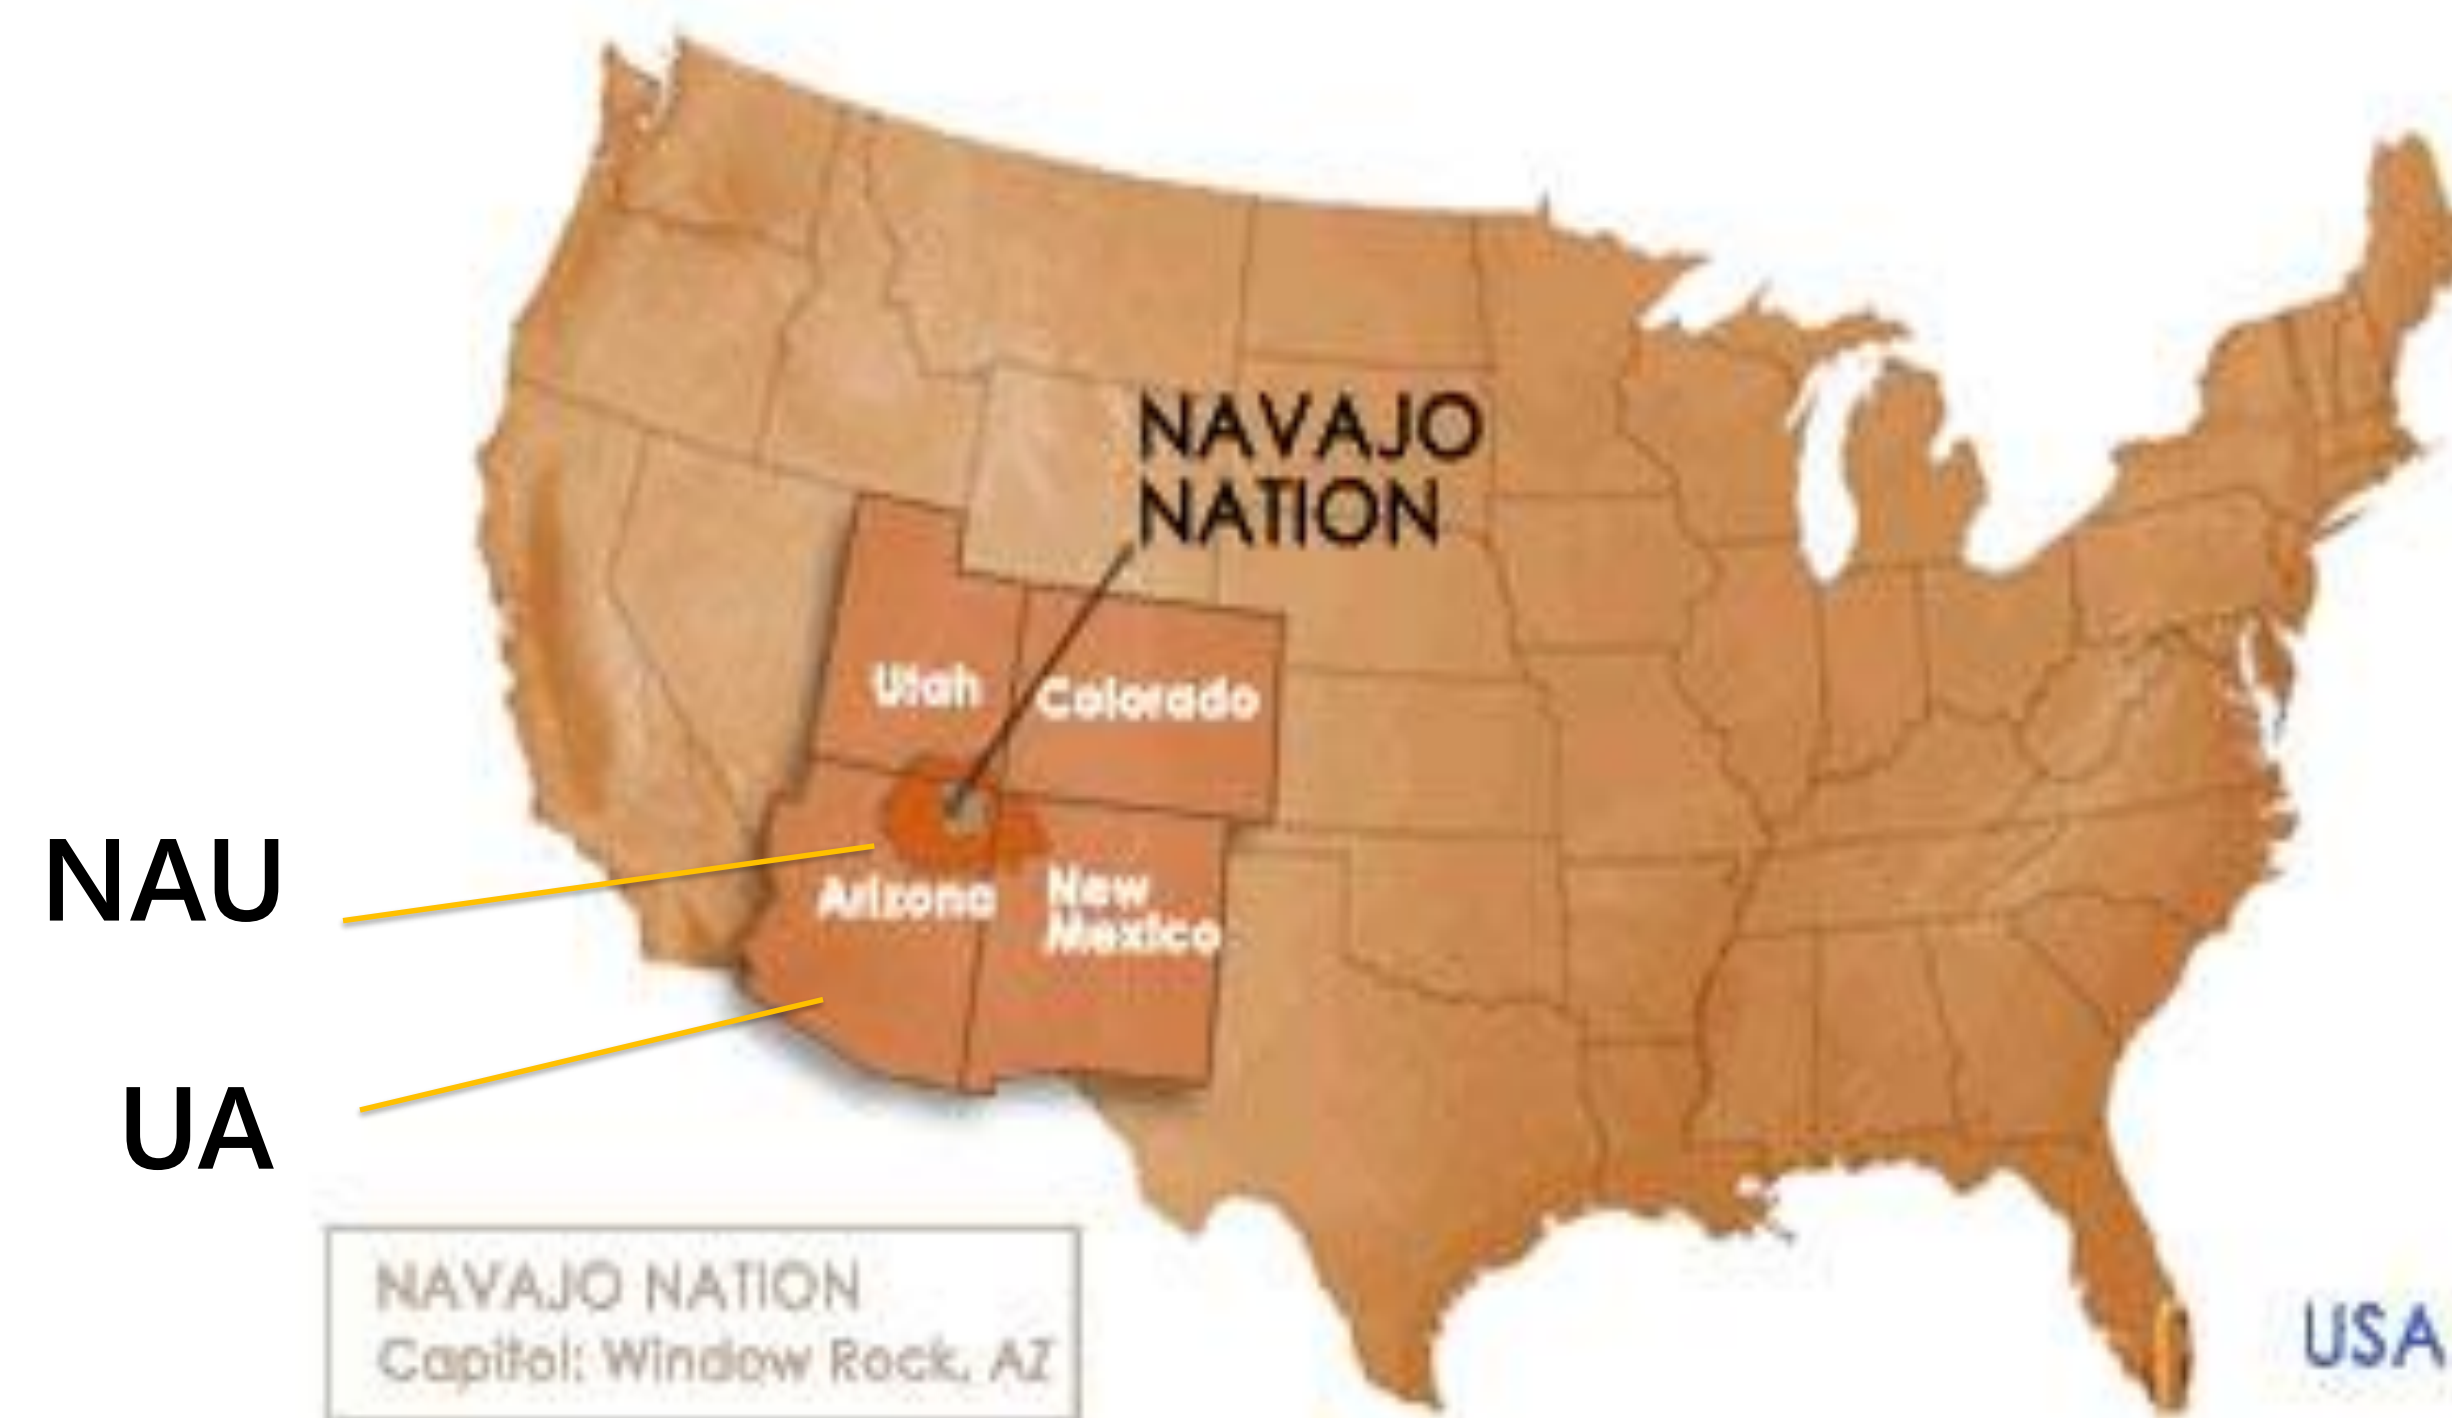 NAVAJO
NATION
Utah
Colorado
NAU
Arizona
New
Mexico
UA
NAVAJO NATION
Capitol: Window Rock, AZ
USA